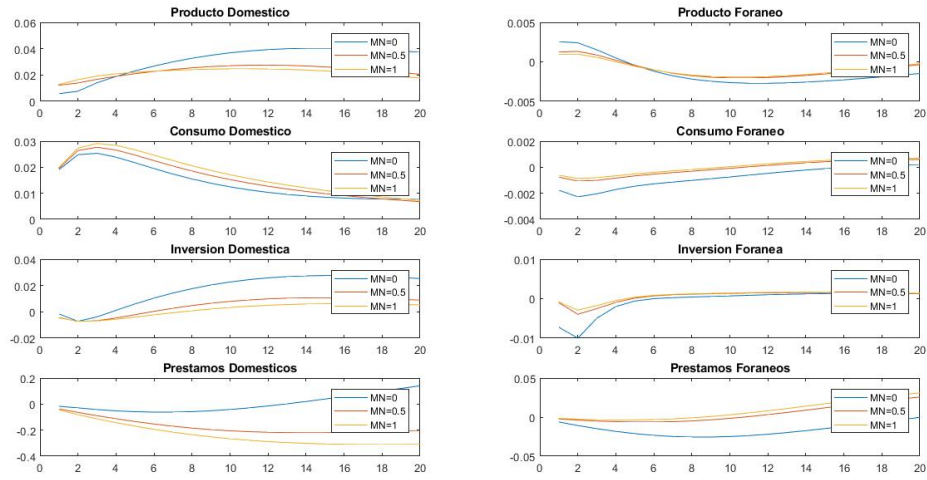 Producto Domestico
0.06
0.04
0.02
0
0 2 4 6 8 10 12 14 16 18 20
MN=0
MN=0.5
MN=1
Producto Foraneo
0.005
0
-0.005
0 2 4 6 8 10 12 14 16 18 20
MN=0
MN=0.5
MN=1
Consumo Domestico
0.03
0.02
0.01
0
0 2 4 6 8 10 12 14 16 18 20
MN=0
MN=0.5
MN=1
Consumo Foraneo
0.002
0
-0.002
-0.004
0 2 4 6 8 10 12 14 16 18 20
MN=0
MN=0.5
MN=1
Inversion Domestica
0.04
0.02
0
-0.02
0 2 4 6 8 10 12 14 16 18 20
MN=0
MN=0.5
MN=1
Inversion Foranea
0.01
0
-0.01
0 2 4 6 8 10 12 14 16 18 20
MN=0
MN=0.5
MN=1
Prestamos Domesticos
0.2
0
-0.2
-0.4
0 2 4 6 8 10 12 14 16 18 20
MN=0
MN=0.5
MN=1
Prestamos Foraneos
0.05
0
-0.05
0 2 4 6 8 10 12 14 16 18 20
MN=0
MN=0.5
MN=1